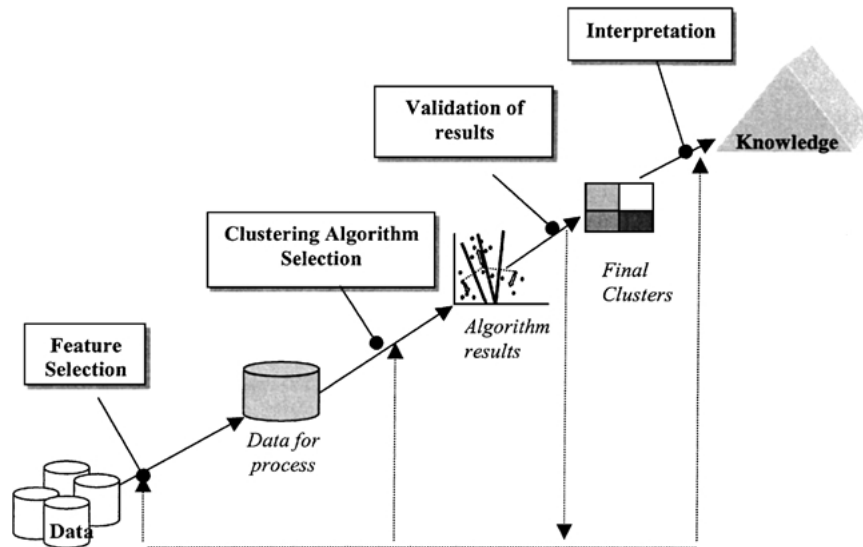 Interpretation
Validation of
results
Knowledge
Clustering Algorithm
Selection
Final
Clusters
Algorithm
results
Feature
Selection
Data for
process
Data